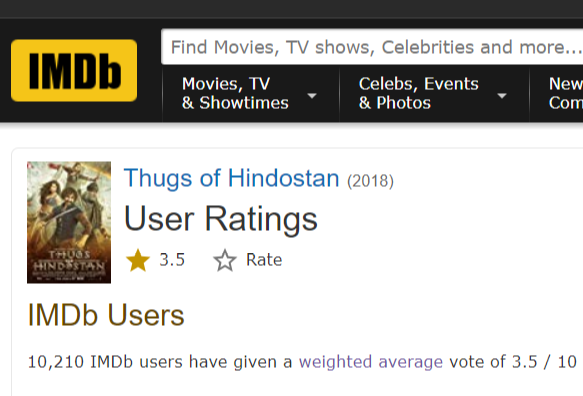 IMDb
Find Movies, TV shows, Celebrities and more...
Movies, TV
& Showtimes
Celebs, Events
& Photos
New
Com
Thugs of Hindostan (2018)
User Ratings
3.5
Rate
THUGS
OF
HINDOSTAN
IMDb Users
10,210 IMDb users have given a weighted average vote of 3.5 / 10